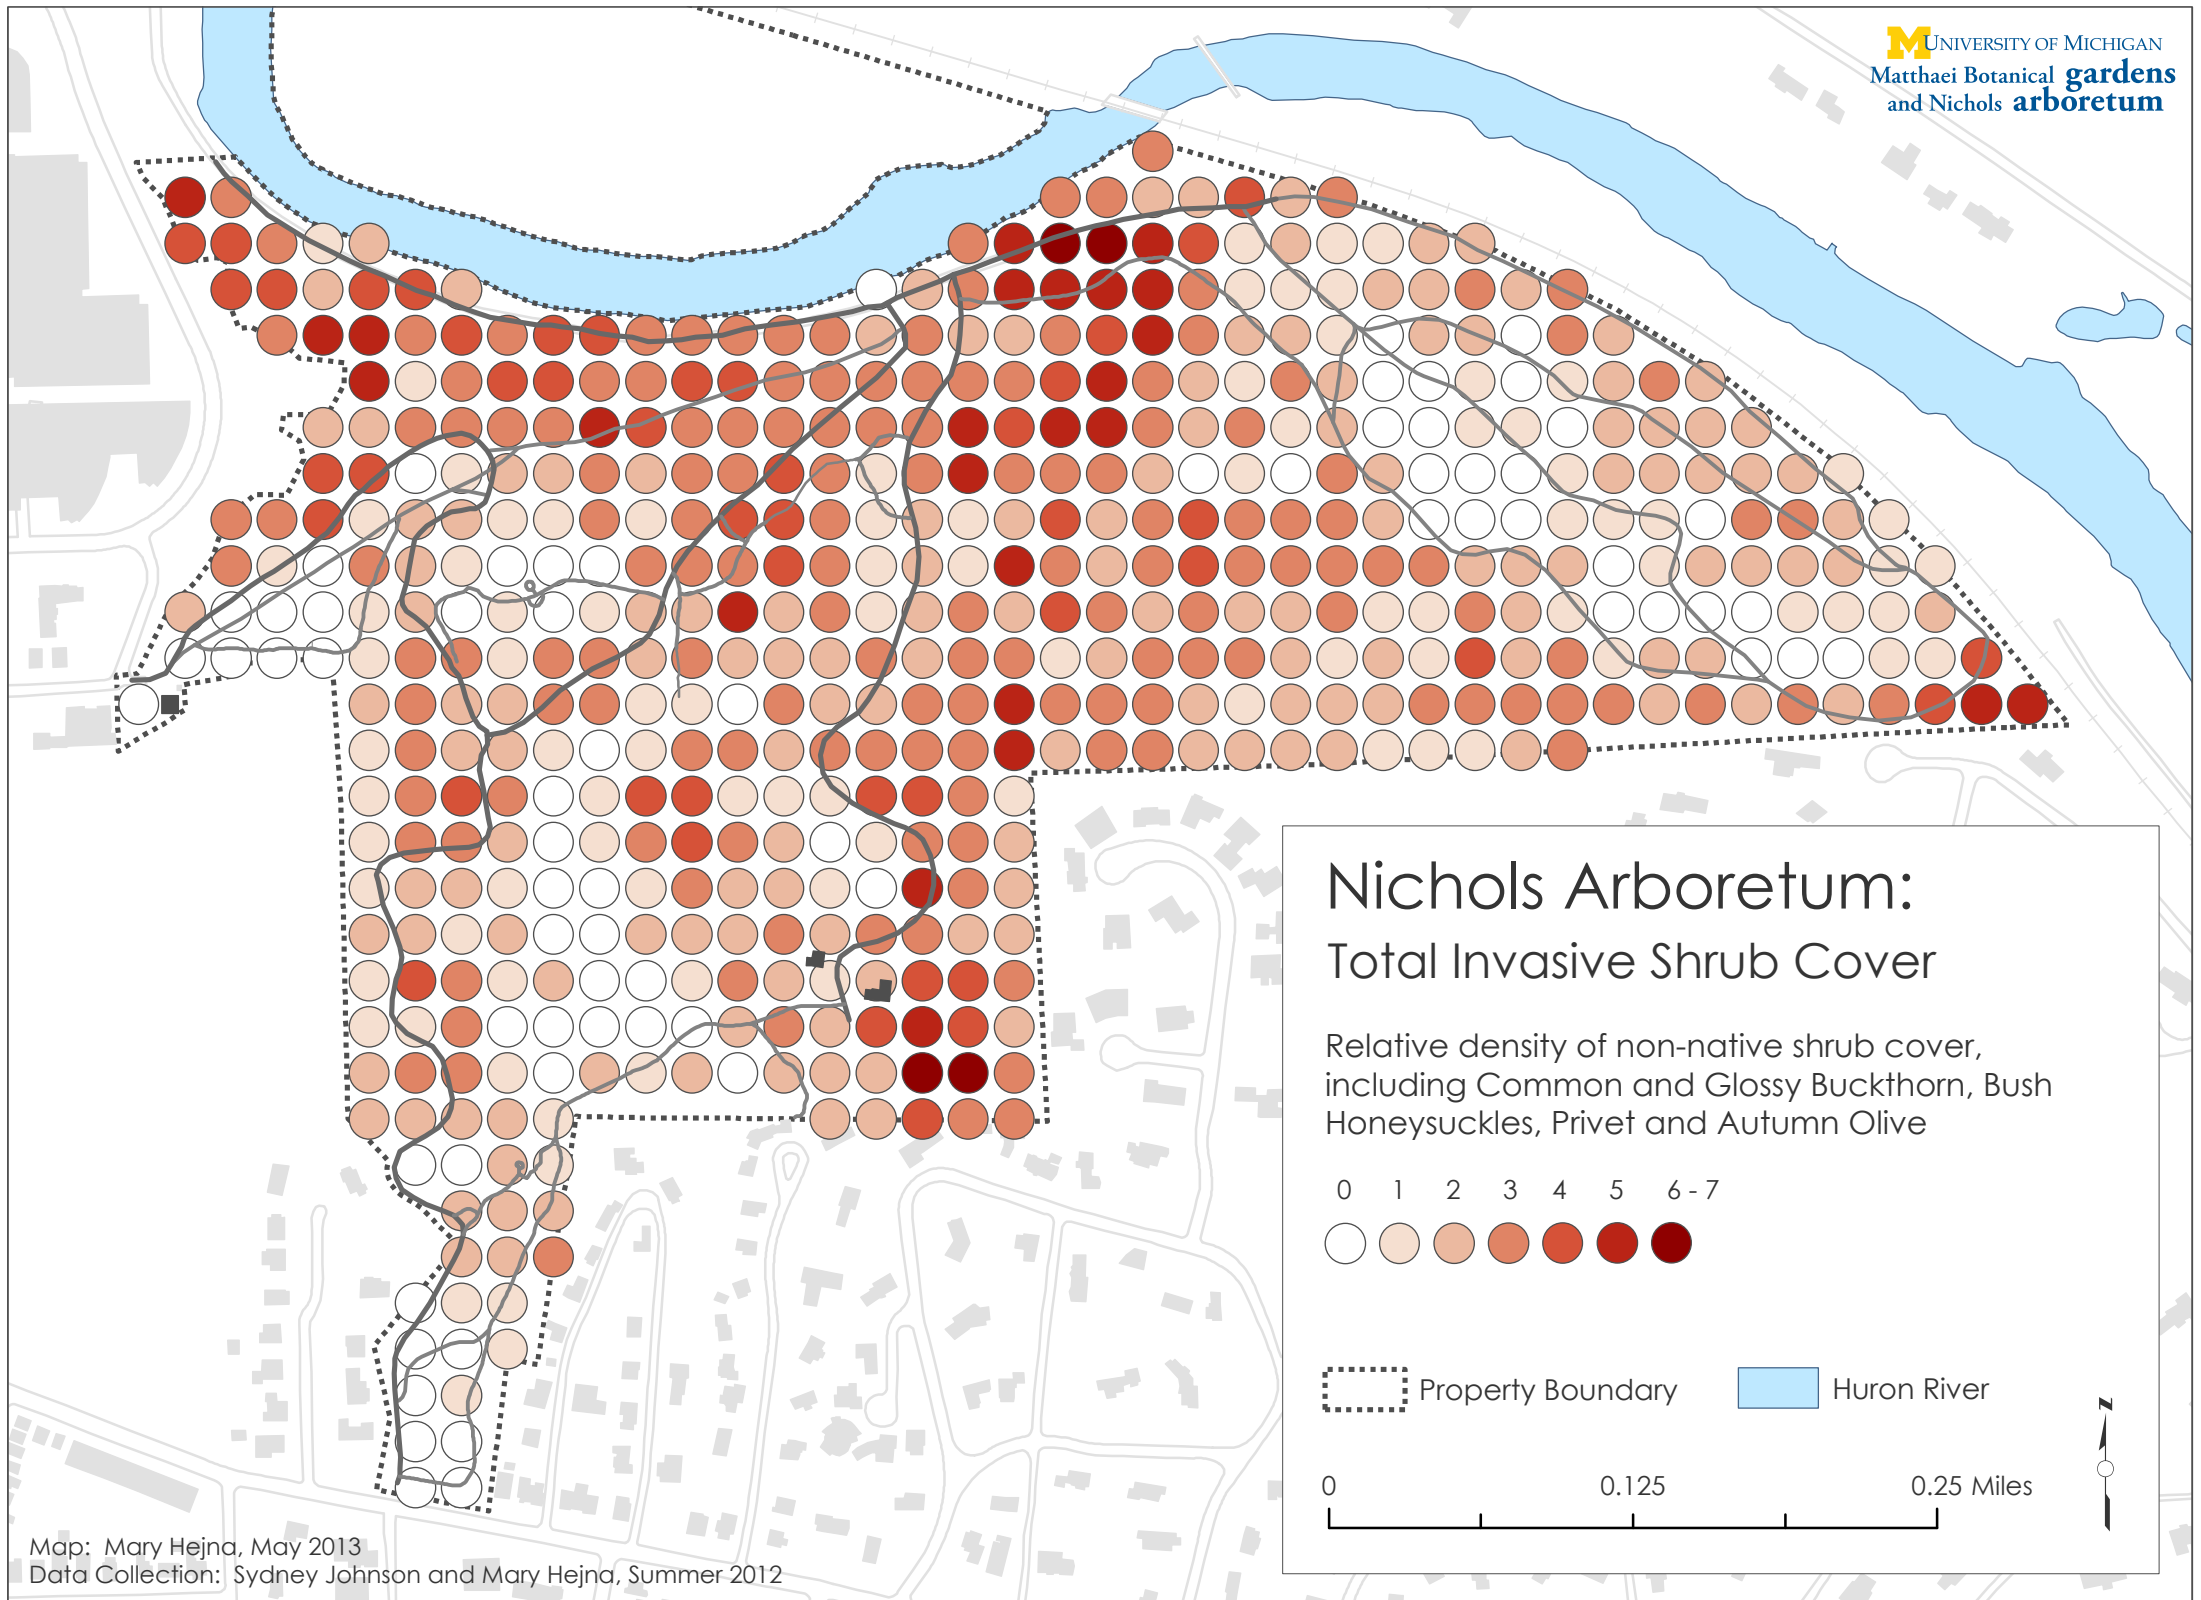 UNIVERSITY OF MICHIGAN
Matthaei Botanical gardens
and Nichols arboretum
Nichols Arboretum:
Total Invasive Shrub Cover
Relative density of non-native shrub cover,
including Common and Glossy Buckthorn, Bush
Honeysuckles, Privet and Autumn Olive
0 1 2 3 4 5 6 - 7
Property Boundary Huron River
0 0.125 0.25 Miles
N
Map: Mary Hejna, May 2013
Data Collection: Sydney Johnson and Mary Hejna, Summer 2012